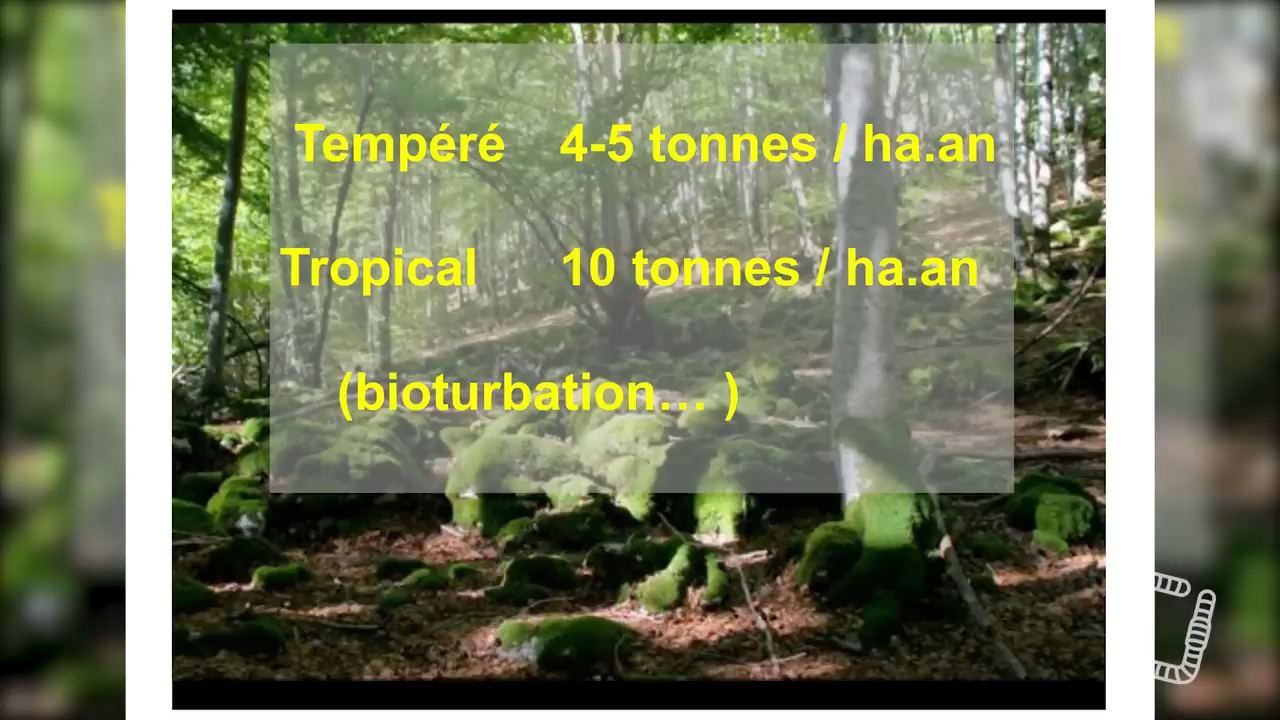 Tempéré 4-5 tonnes / ha.an
Tropical 10 tonnes / ha.an
(bioturbation… )